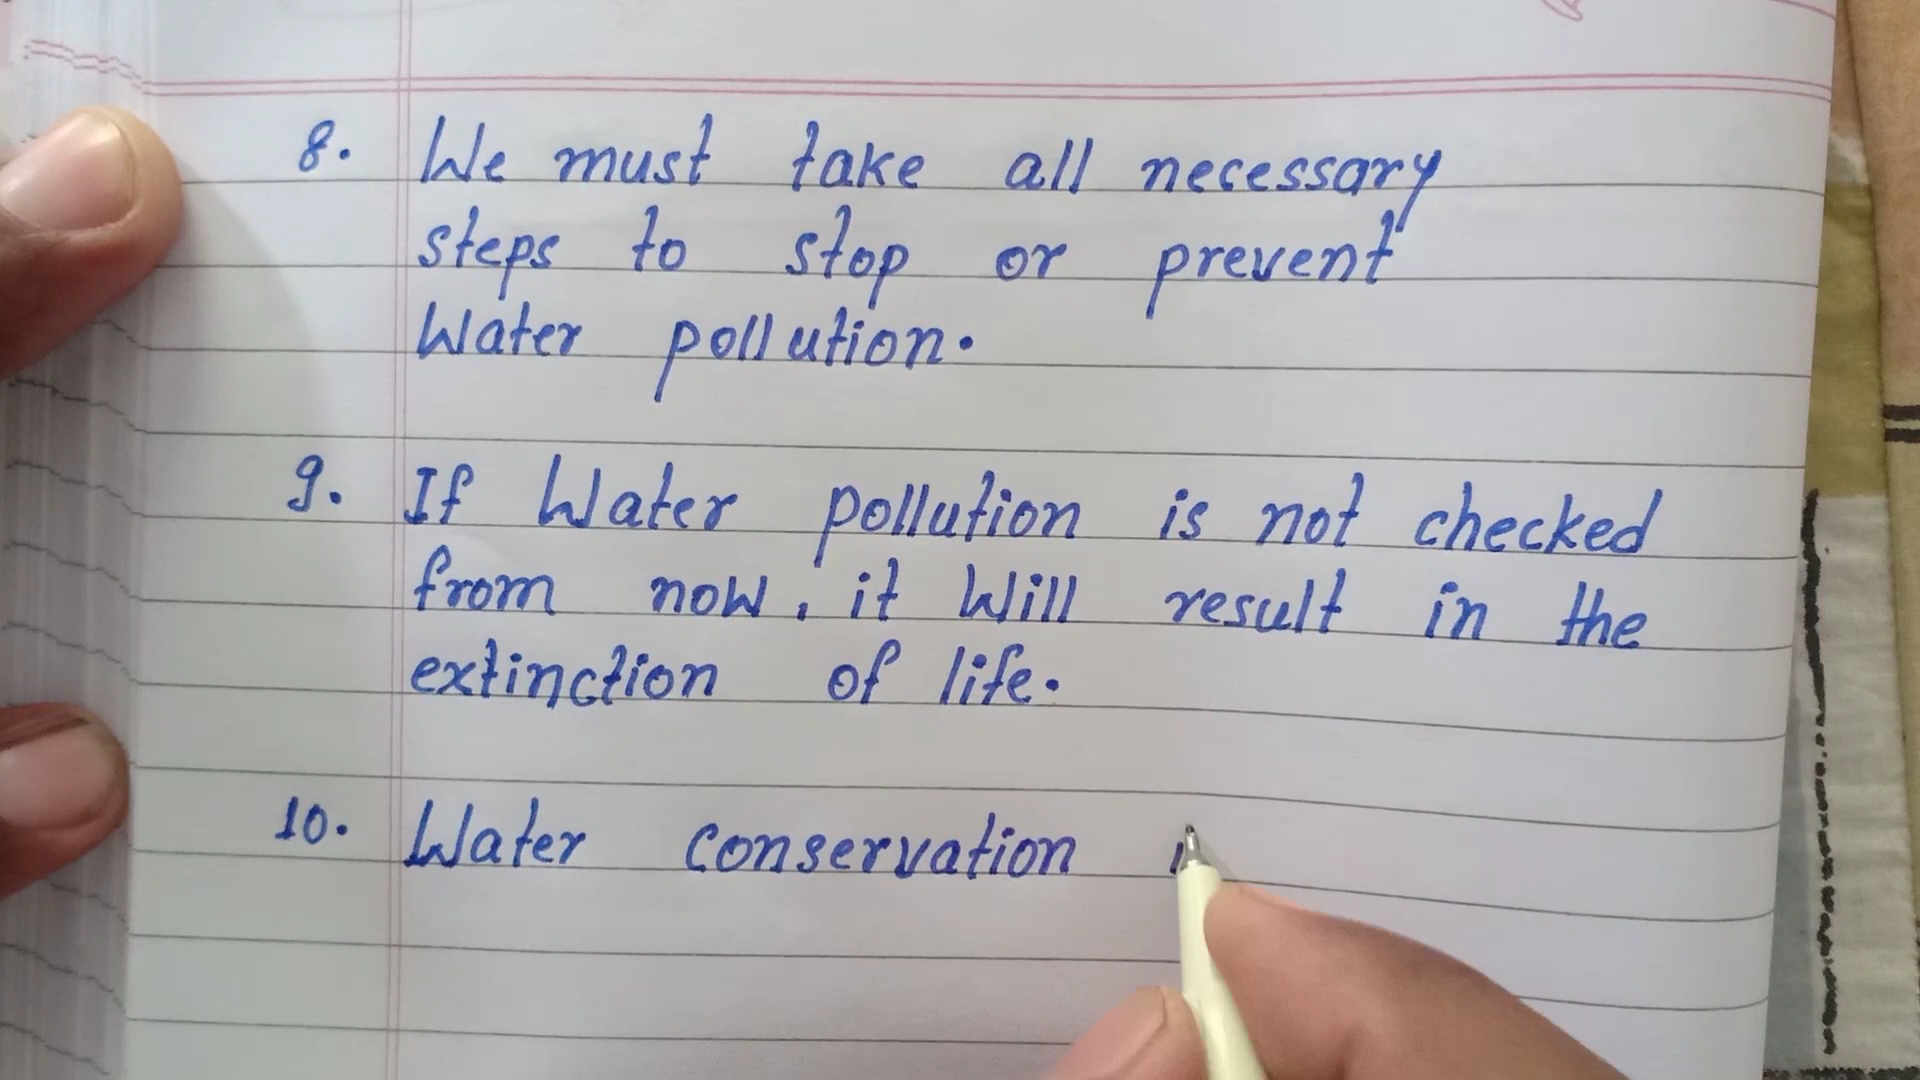 8. We must take all necessary
steps to stop or prevent
Water pollution.
9. If Water pollution is not checked
from now, it will result in the
extinction of life.
10. Water conservation